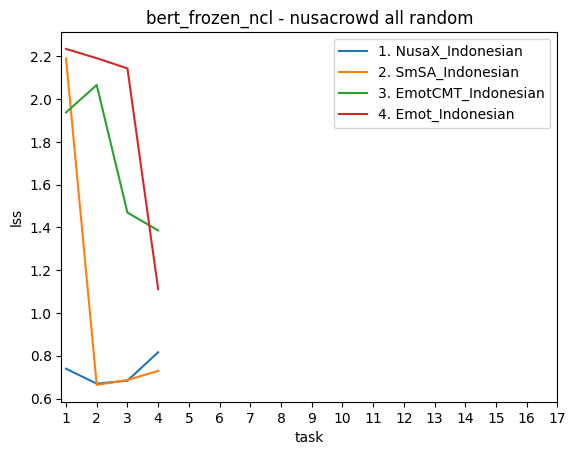 bert_frozen_ncl - nusacrowd all random
1. NusaX_Indonesian
2. SmSA_Indonesian
3. EmotCMT_Indonesian
4. Emot_Indonesian
lss
2.2
2.0
1.8
1.6
1.4
1.2
1.0
0.8
0.6
1 2 3 4 5 6 7 8 9 10 11 12 13 14 15 16 17
task